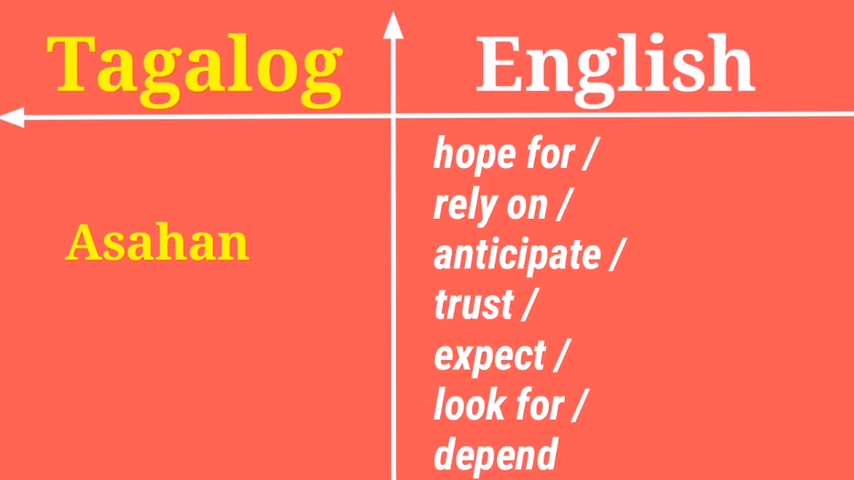 Tagalog
English
Asahan
hope for /
rely on /
anticipate /
trust /
expect /
look for /
depend